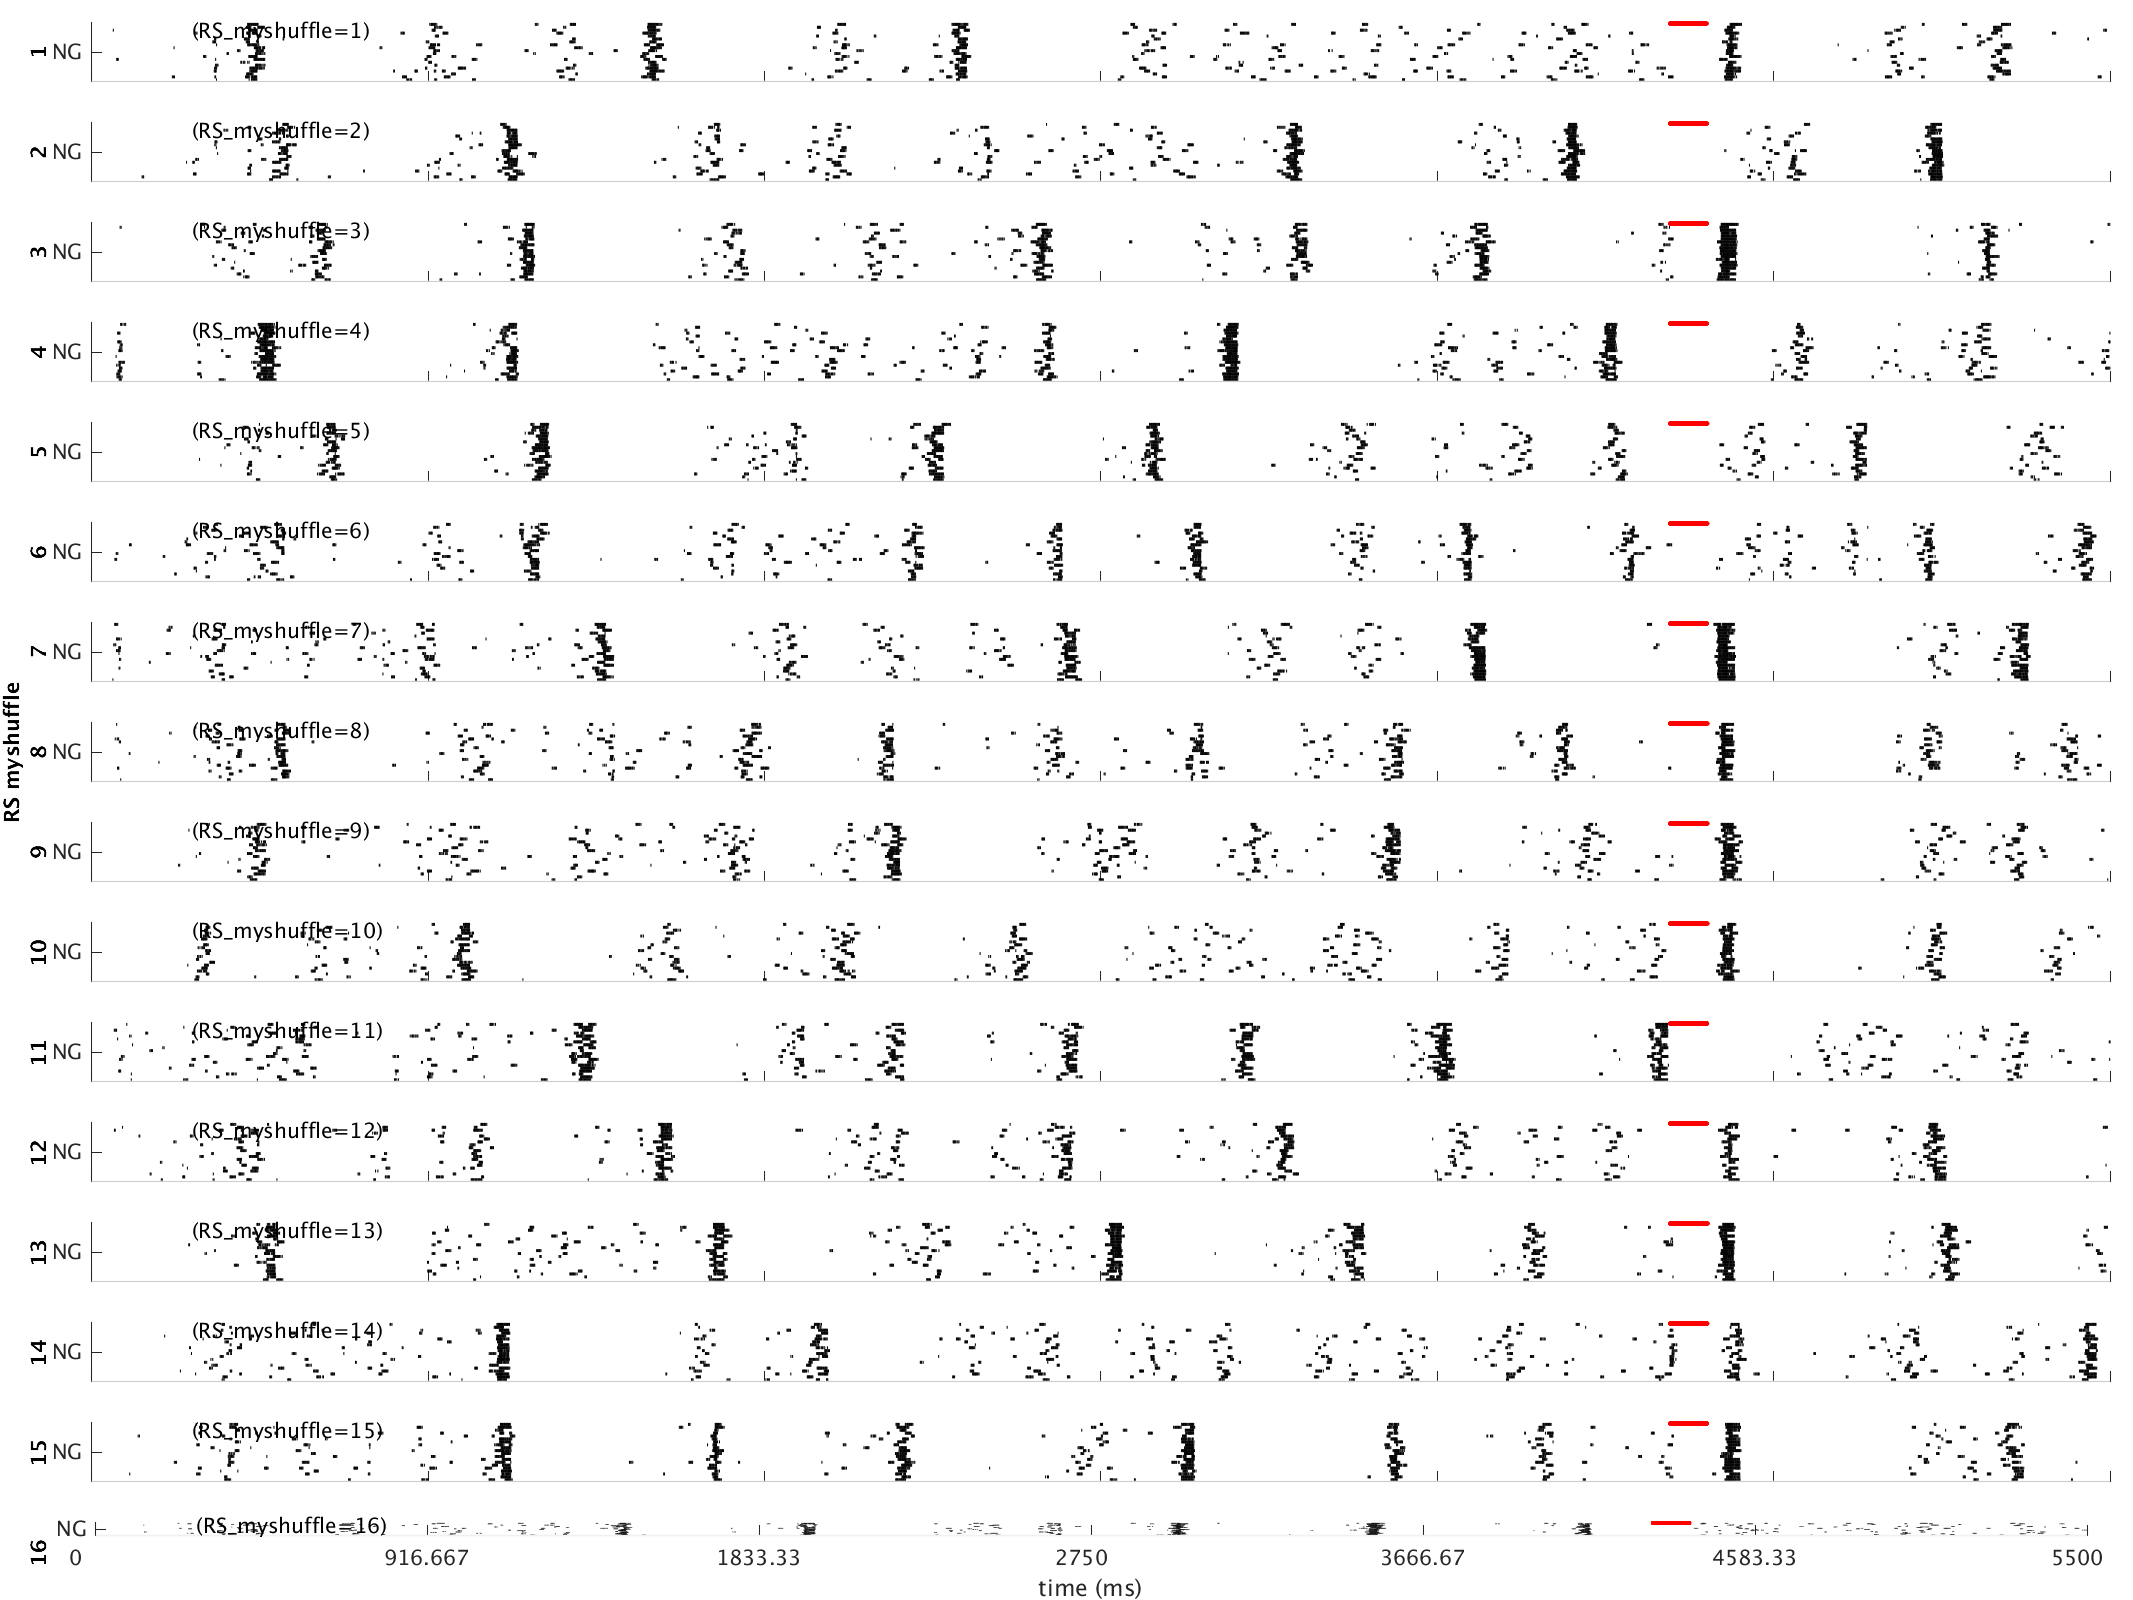 RS myshuffle
1 NG (RS_myshuffle=1)
2 NG (RS_myshuffle=2)
3 NG (RS_myshuffle=3)
4 NG (RS_myshuffle=4)
5 NG (RS_myshuffle=5)
6 NG (RS_myshuffle=6)
7 NG (RS_myshuffle=7)
8 NG (RS_myshuffle=8)
9 NG (RS_myshuffle=9)
10 NG (RS_myshuffle=10)
11 NG (RS_myshuffle=11)
12 NG (RS_myshuffle=12)
13 NG (RS_myshuffle=13)
14 NG (RS_myshuffle=14)
15 NG (RS_myshuffle=15)
16 NG (RS_myshuffle=16)
0 916.667 1833.33 2750 3666.67 4583.33 5500
time (ms)